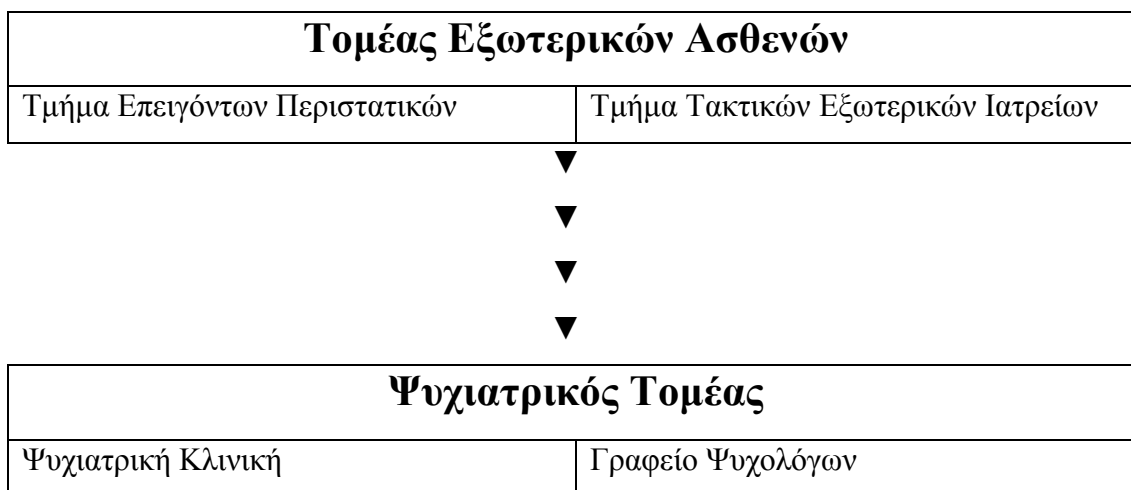 Τομέας Εξωτερικών Ασθενών
Τμήμα Επειγόντων Περιστατικών
Τμήμα Τακτικών Εξωτερικών Ιατρείων
▼
▼
▼
▼
Ψυχιατρικός Τομέας
Ψυχιατρική Κλινική
Γραφείο Ψυχολόγων